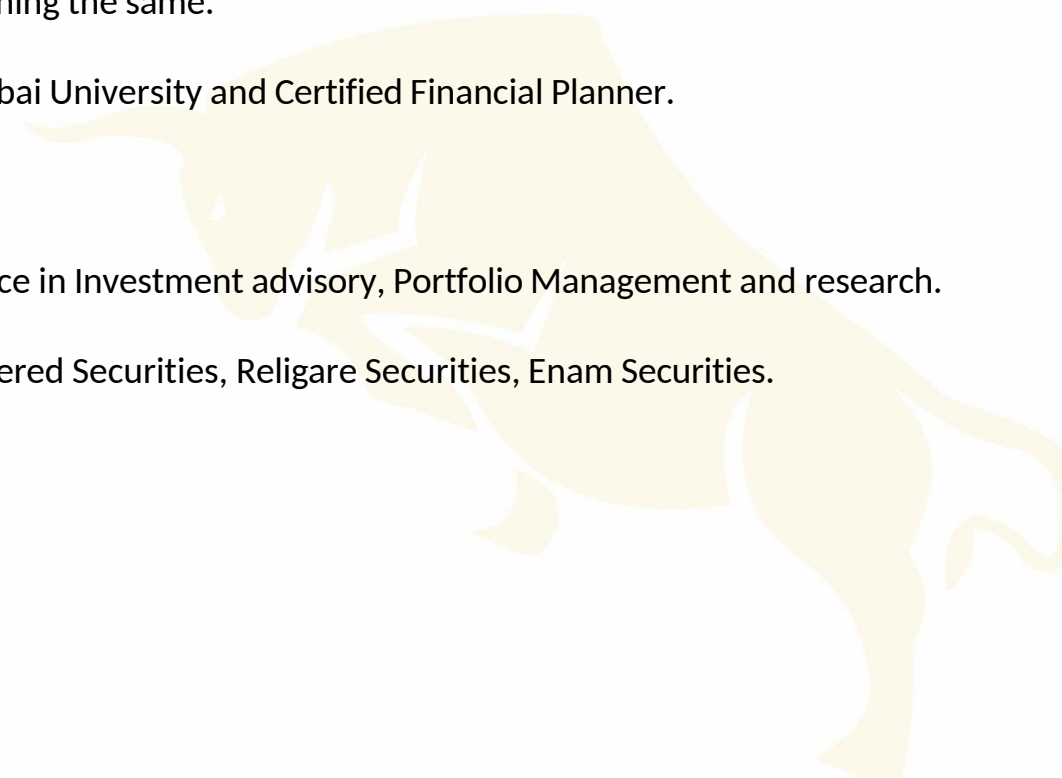 ning the same.
bai University and Certified Financial Planner.
ce in Investment advisory, Portfolio Management and research.
ered Securities, Religare Securities, Enam Securities.